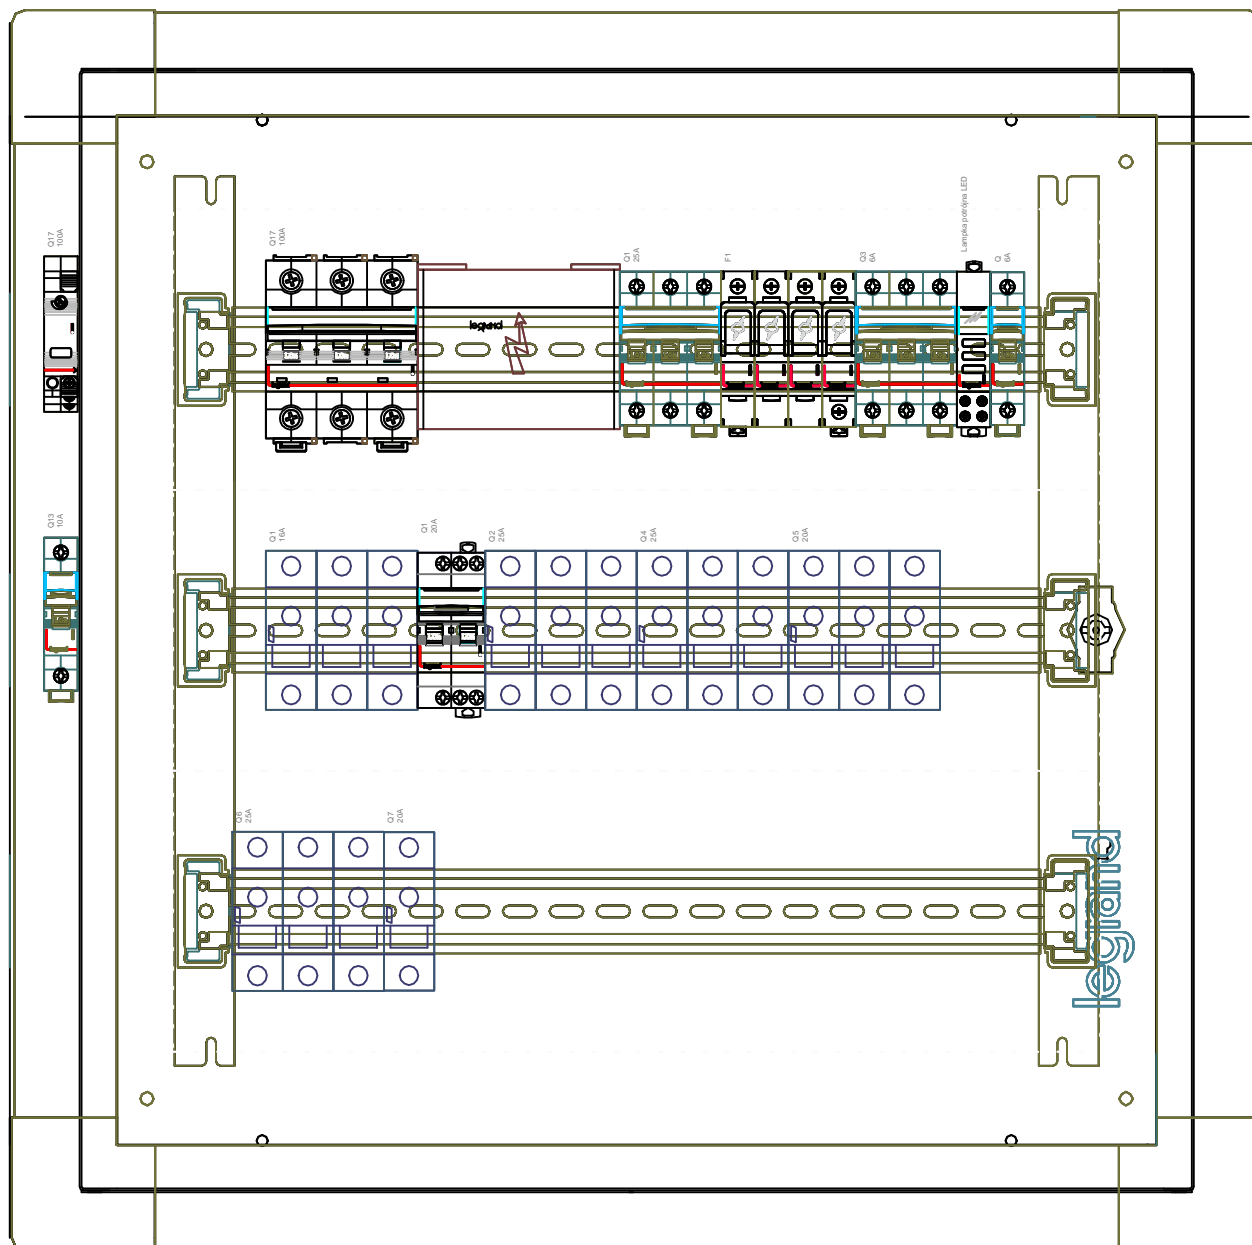 Q17
100A
Q17
100A
legrand
Q1
25A
F1
Q3
6A
Lampka potrójna LED
Q
6A
Q13
10A
Q1
16A
Q1
20A
Q2
25A
Q4
25A
Q5
20A
Q6
25A
Q7
20A
legrand